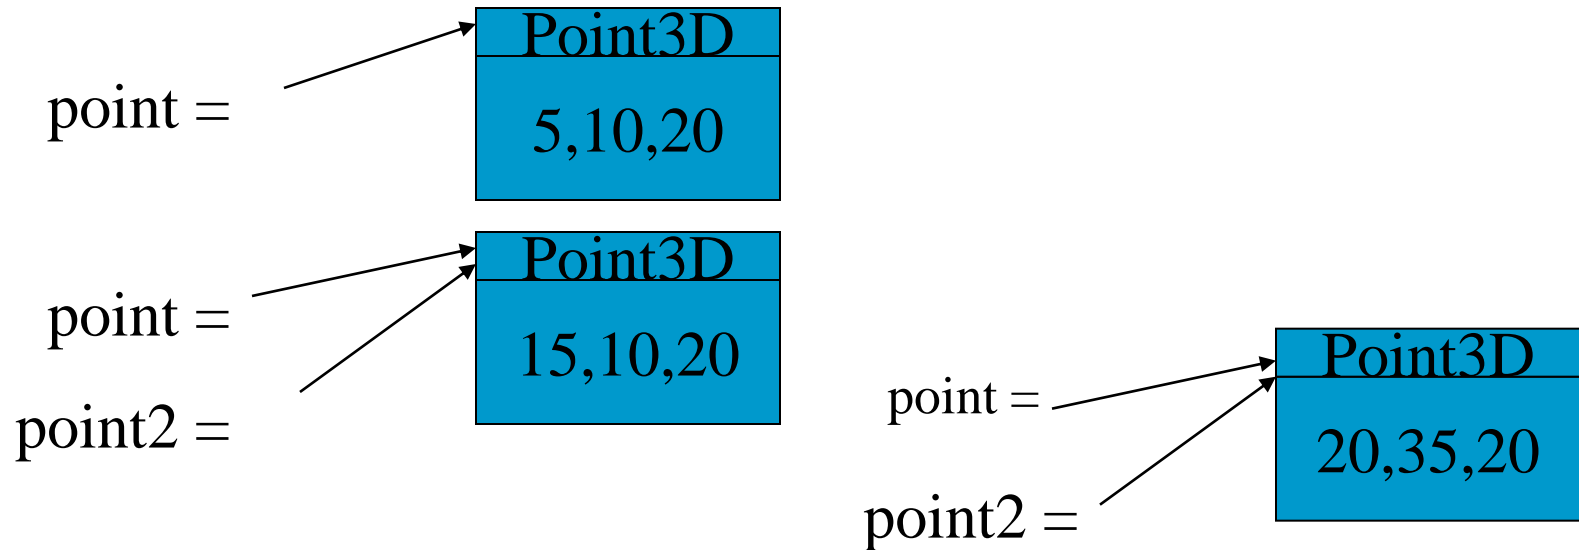 Point3D
point =
5,10,20
Point3D
point =
15,10,20
point2 =
Point3D
point =
20,35,20
point2 =